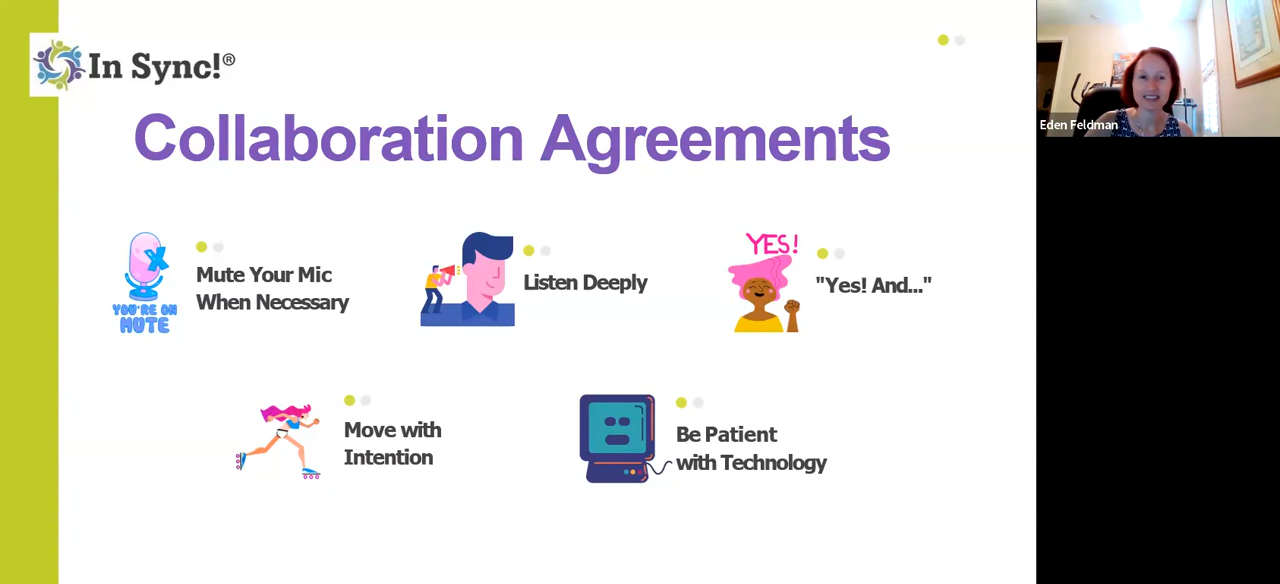 In Sync!®
Collaboration Agreements
YOU'RE ON
MUTE
Mute Your Mic
When Necessary
Listen Deeply
YES!
"Yes! And..."
Move with
Intention
Be Patient
with Technology
Eden Feldman